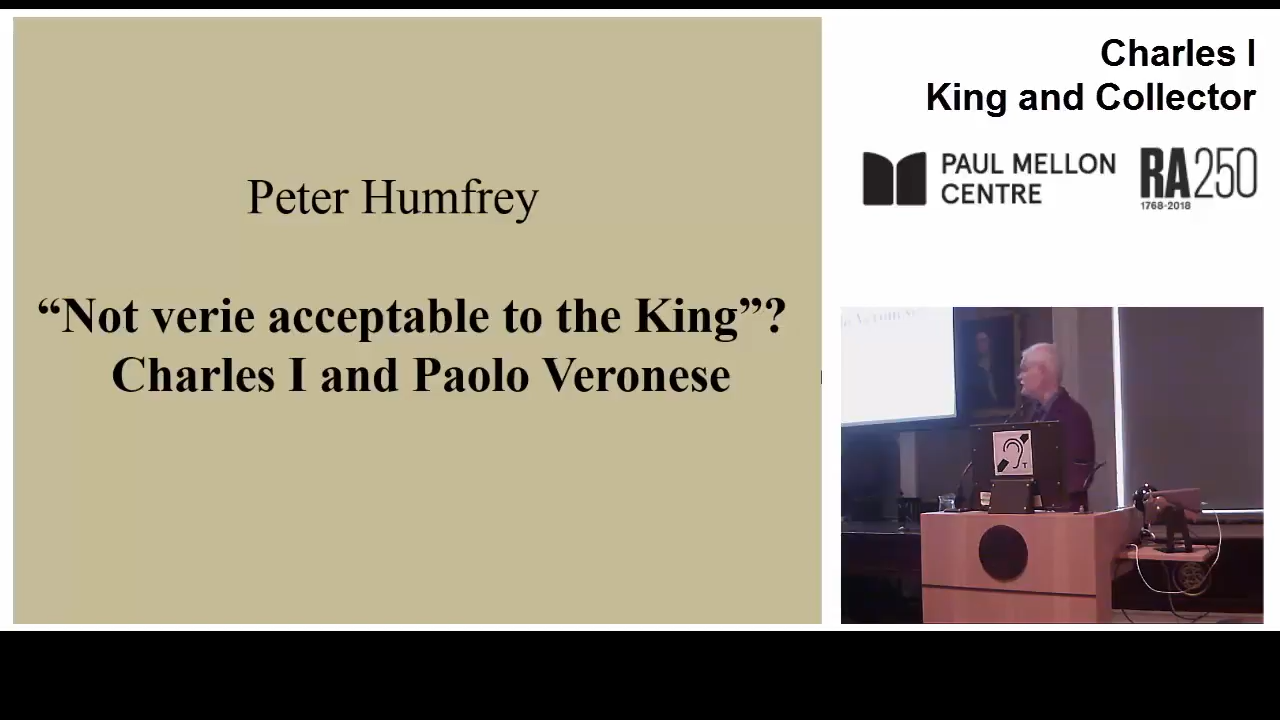 Peter Humfrey
“Not verie acceptable to the King”?
Charles I and Paolo Veronese
Charles I
King and Collector
PAUL MELLON
CENTRE
RA250
1768-2018
T